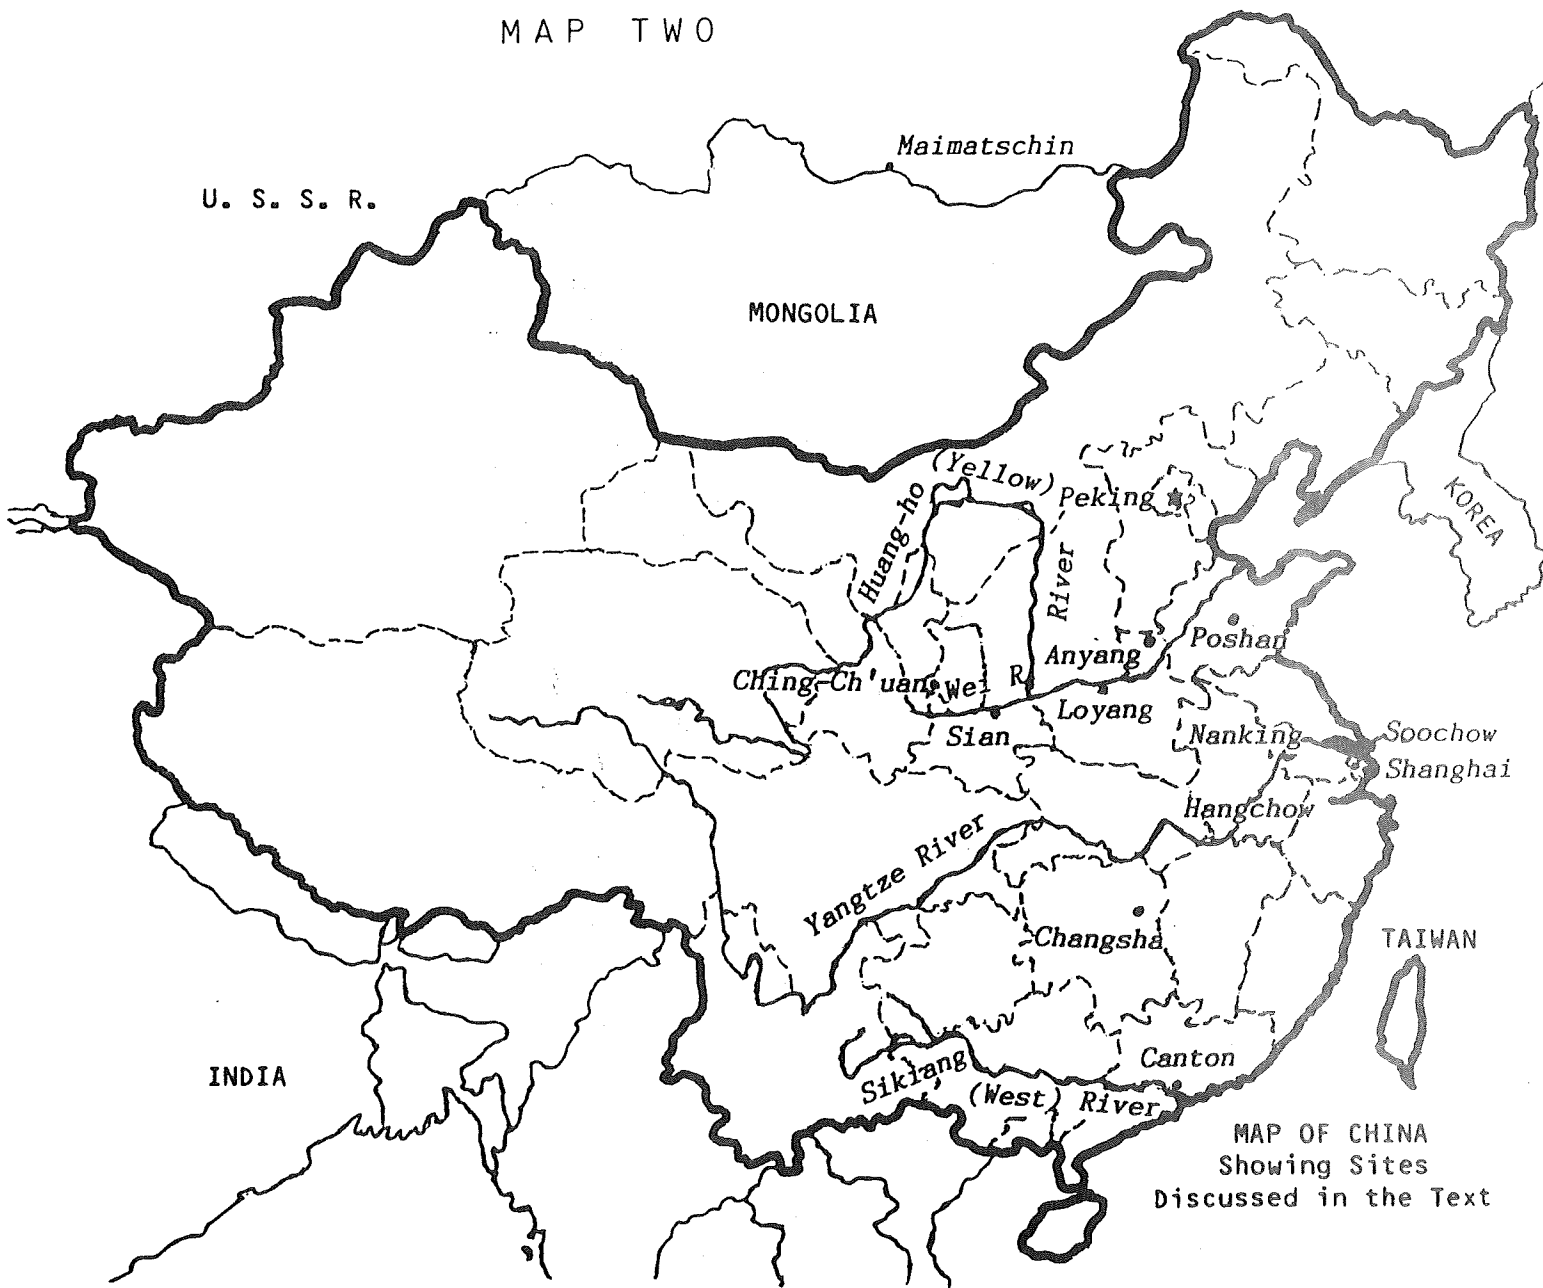 MAP TWO
Maimatschin
U. S. S. R.
MONGOLIA
Huang-ho (Yellow) River
Peking
KOREA
Poshan
Anyang
Ching-Ch'uan
Wei R.
Loyang
Sian
Nanking
Soochow
Shanghai
Hangchow
Yangtze River
Changsha
TAIWAN
INDIA
Canton
Sikiang (West) River
MAP OF CHINA
Showing Sites
Discussed in the Text